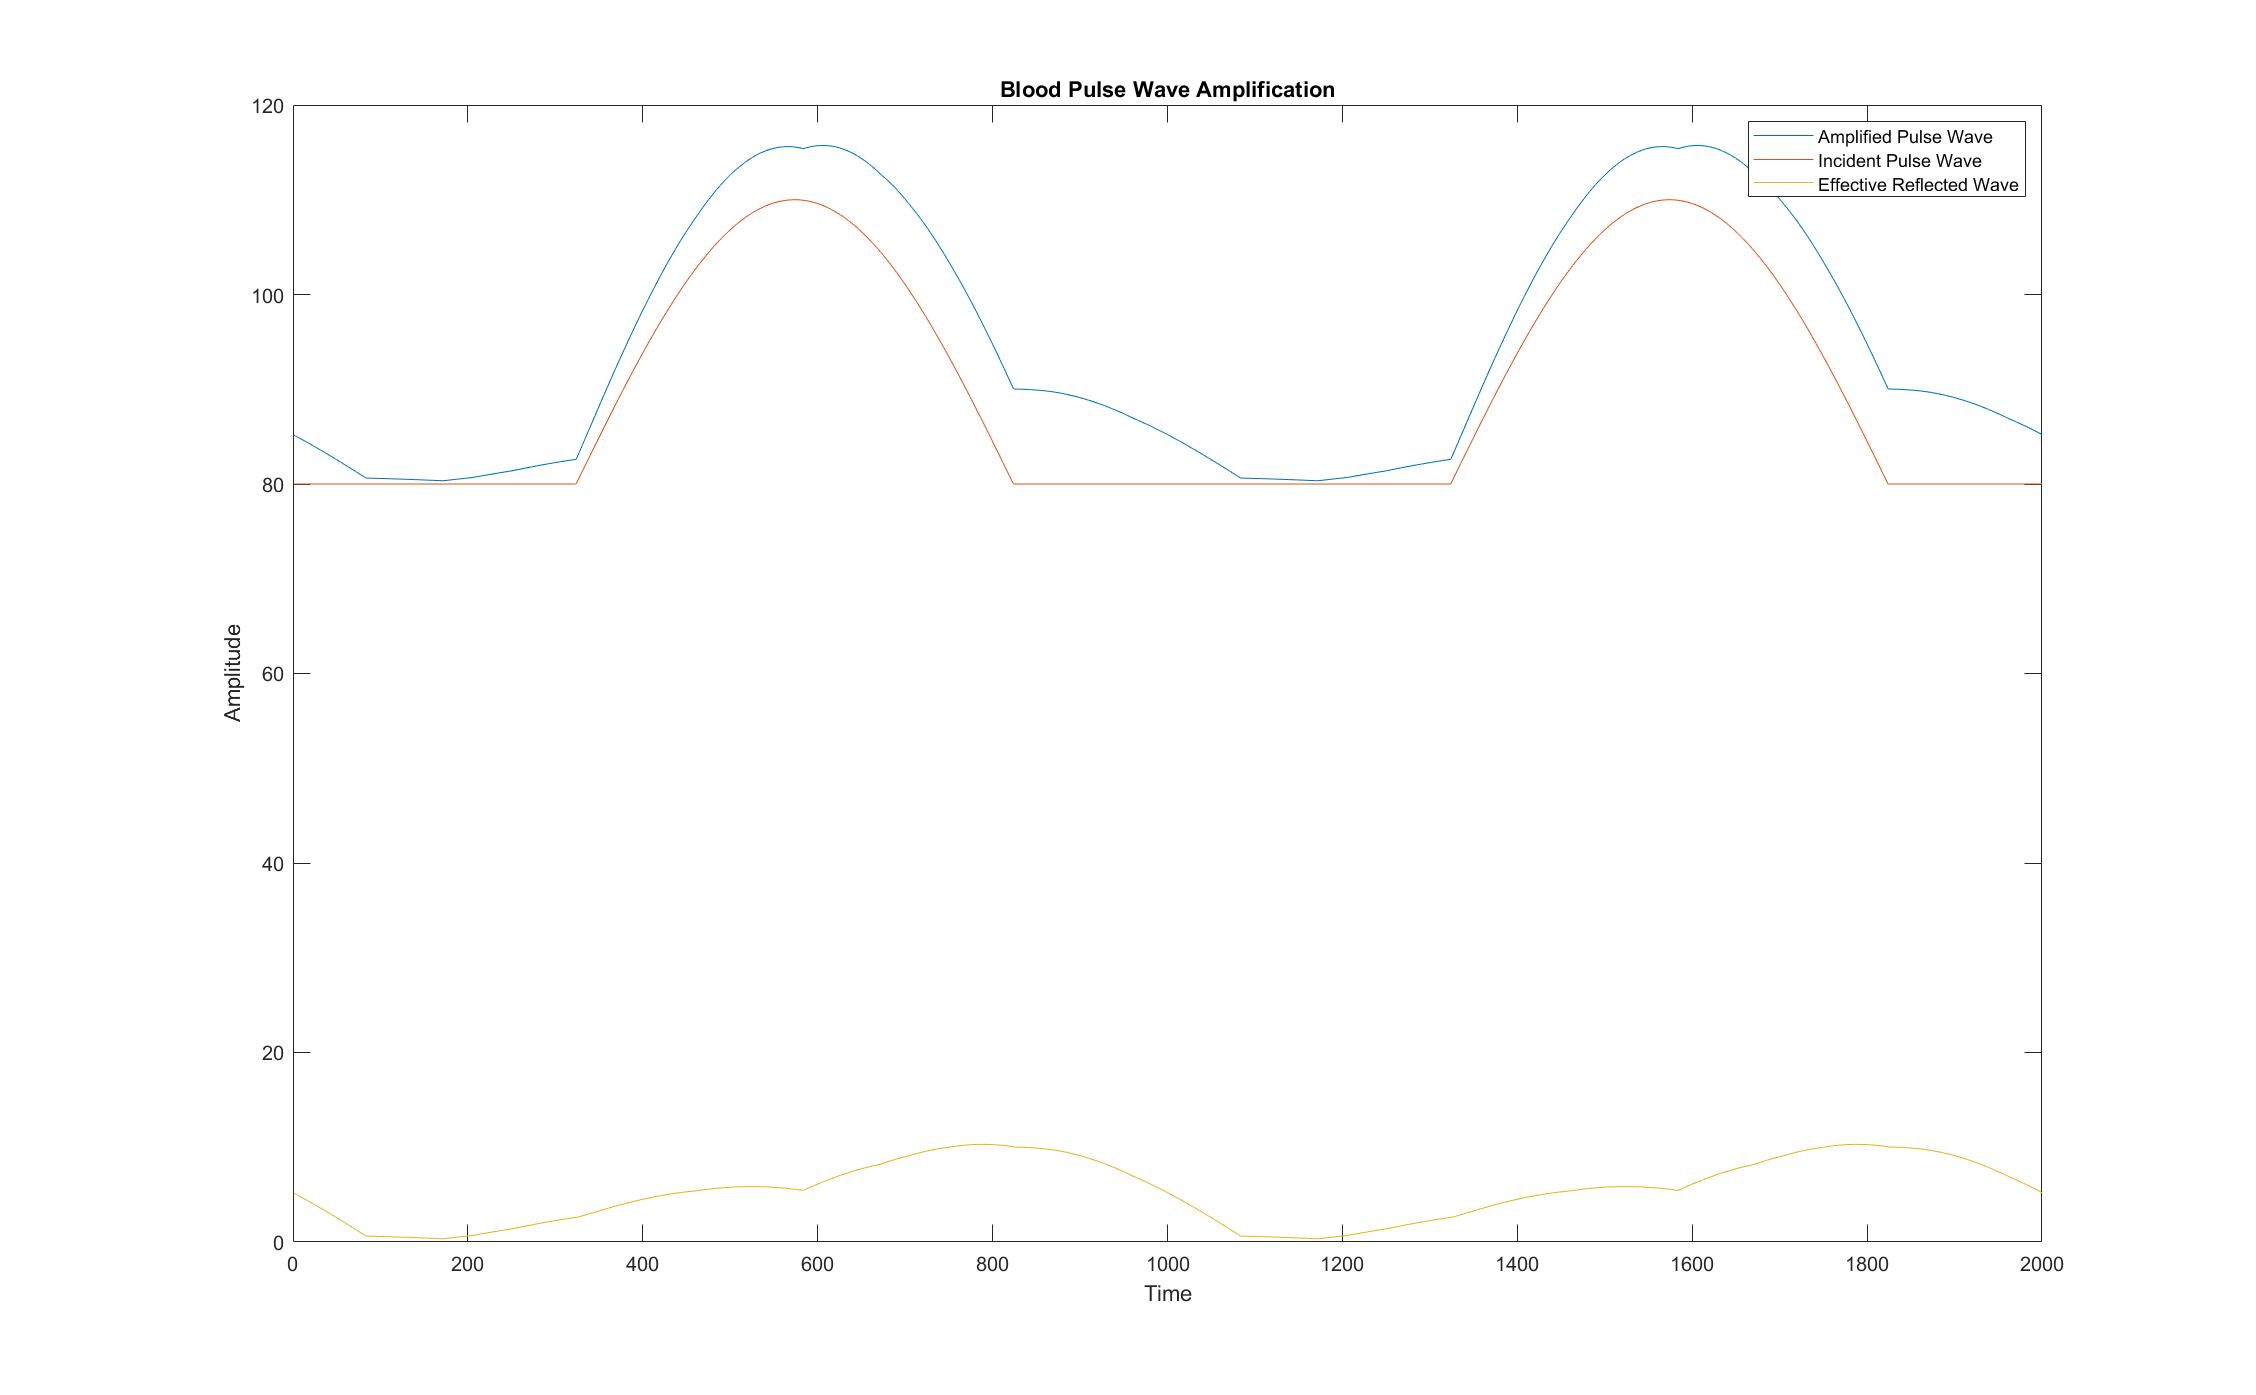 Blood Pulse Wave Amplification
120
100
80
60
40
20
0
Amplitude
Amplified Pulse Wave
Incident Pulse Wave
Effective Reflected Wave
0 200 400 600 800 1000 1200 1400 1600 1800 2000
Time